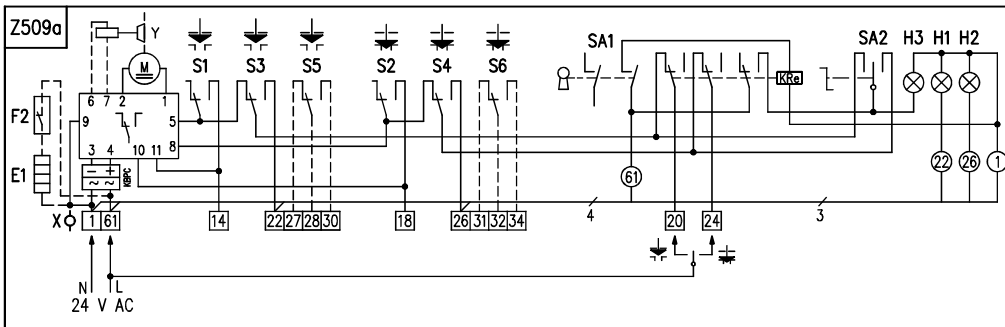 Z509a
Y
M
S1 S3 S5 S2 S4 S6
SA1 SA2 H3 H1 H2
KRe
6 7 2 1
F2
9 5
8
3 4 10 11
E1
− +
~ ~
KBPC
61 22 26 1
X 1 61 14 22 27 28 30 18 26 31 32 34 4 20 24 3
N L
24 V AC